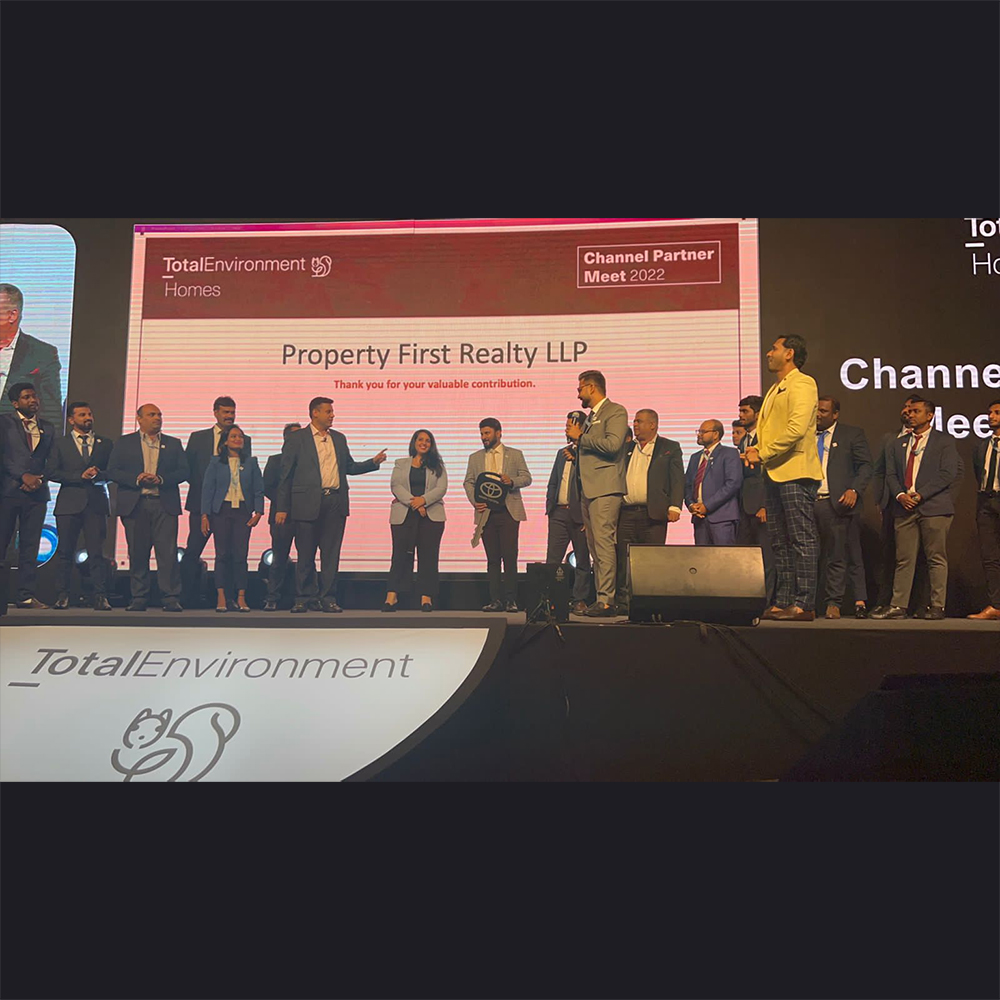 TotalEnvironment
Homes
Channel Partner
Meet 2022
Property First Realty LLP
Thank you for your valuable contribution.
TotalEnvironment